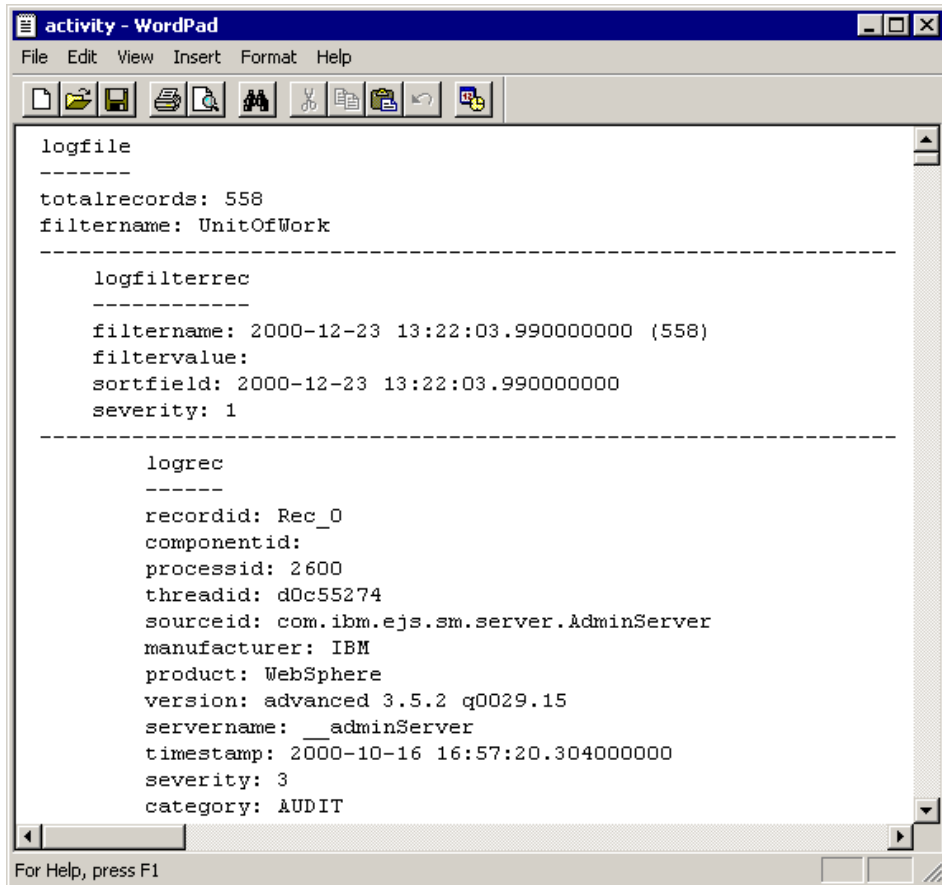 activity - WordPad
File Edit View Insert Format Help
logfile
-------
totalrecords: 558
filtername: UnitOfWork
-----------------------------------------------------------------
logfilterrec
------------
filtername: 2000-12-23 13:22:03.990000000 (558)
filtervalue:
sortfield: 2000-12-23 13:22:03.990000000
severity: 1
-----------------------------------------------------------------
logrec
------
recordid: Rec_0
componentid:
processid: 2600
threadid: d0c55274
sourceid: com.ibm.ejs.sm.server.AdminServer
manufacturer: IBM
product: WebSphere
version: advanced 3.5.2 q0029.15
servername: __adminServer
timestamp: 2000-10-16 16:57:20.304000000
severity: 3
category: AUDIT
For Help, press F1